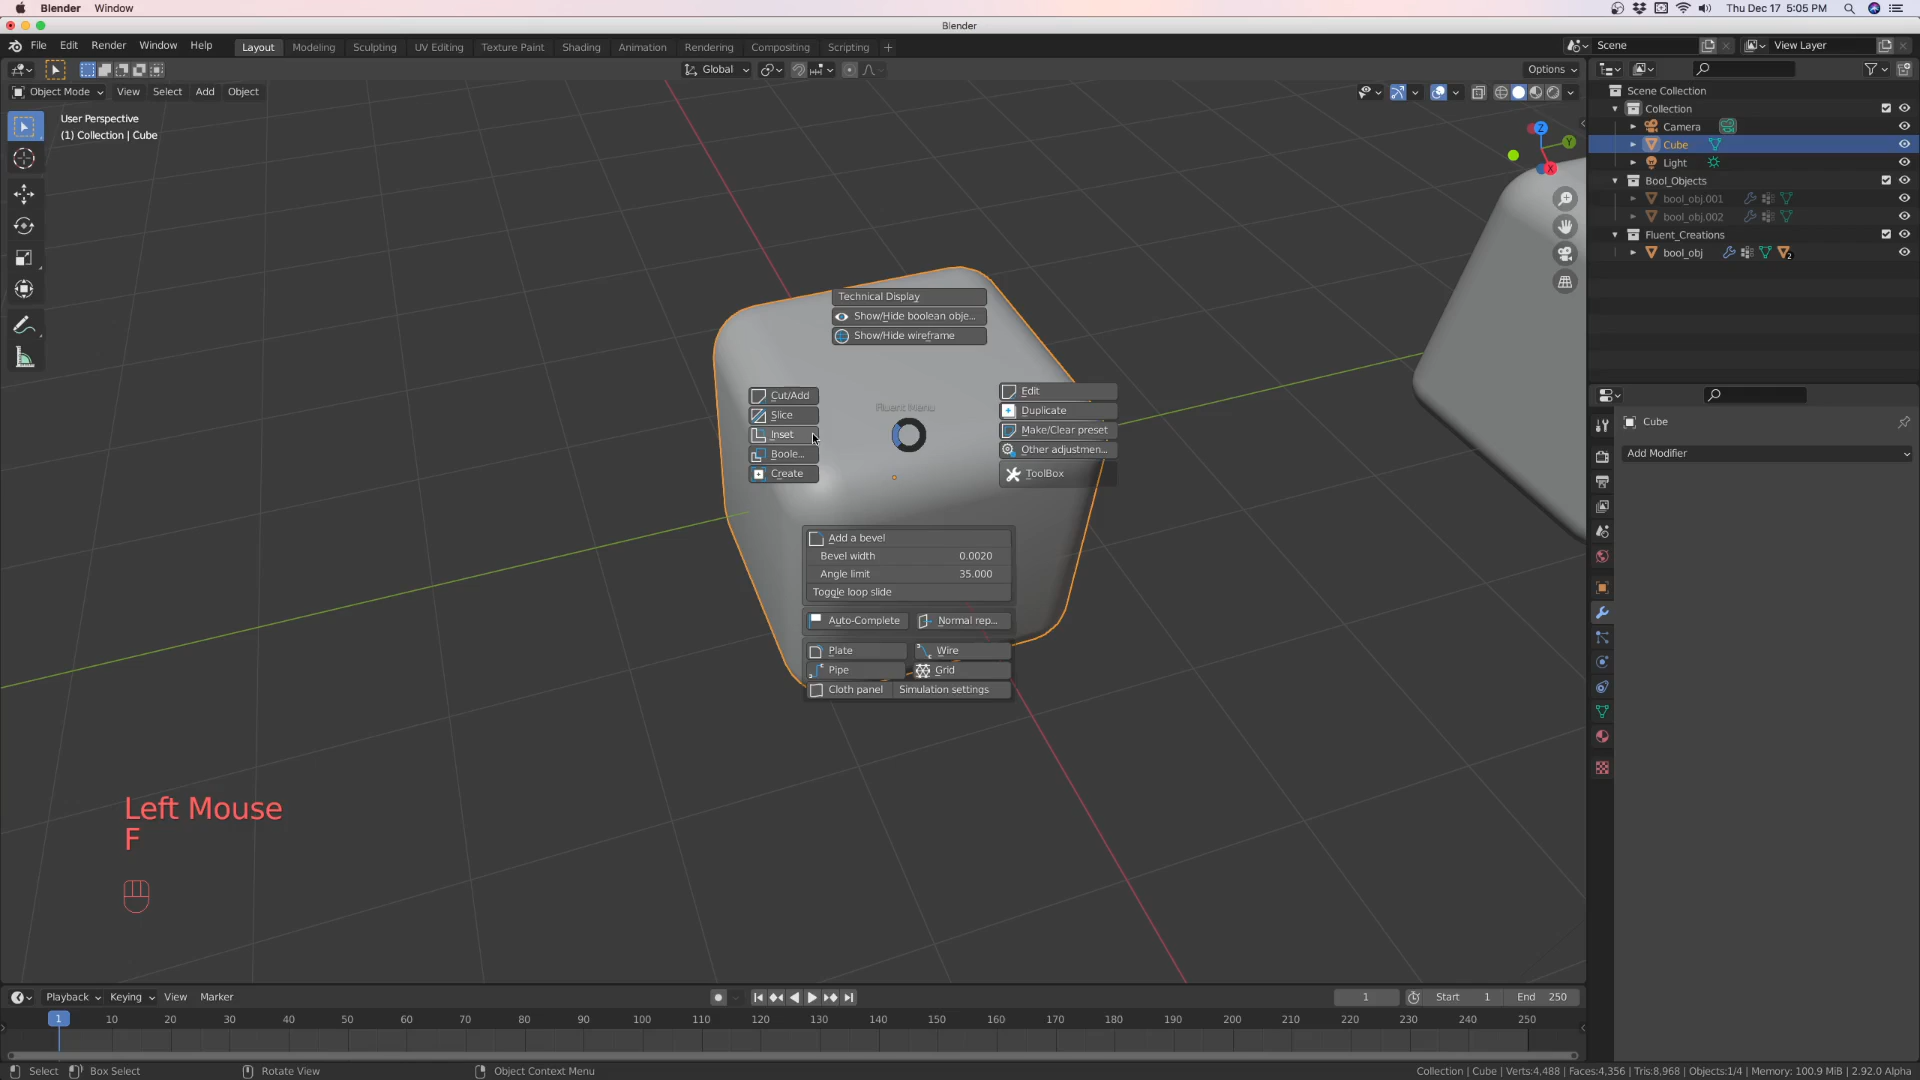 Blender Window
Thu Dec 17 5:05 PM
Blender
File Edit Render Window Help
Layout Modeling Sculpting UV Editing Texture Paint Shading Animation Rendering Compositing Scripting +
Scene
View Layer
Global
Options
Object Mode View Select Add Object
User Perspective
(1) Collection | Cube
Z
Y
X
Scene Collection
Collection
Camera
Cube
Light
Bool_Objects
bool_obj.001
bool_obj.002
Fluent_Creations
bool_obj
2
Technical Display
Show/Hide boolean obje...
Show/Hide wireframe
Fluent Menu
Cut/Add
Slice
Inset
Boole...
Create
Edit
Duplicate
Make/Clear preset
Other adjustmen...
ToolBox
Add a bevel
Bevel width 0.0020
Angle limit 35.000
Toggle loop slide
Auto-Complete Normal rep...
Plate Wire
Pipe Grid
Cloth panel Simulation settings
Cube
Add Modifier
Left Mouse
F
Playback Keying View Marker
1
Start 1 End 250
1 10 20 30 40 50 60 70 80 90 100 110 120 130 140 150 160 170 180 190 200 210 220 230 240 250
Select Box Select Rotate View Object Context Menu
Collection | Cube | Verts:4,488 | Faces:4,356 | Tris:8,968 | Objects:1/4 | Memory: 100.9 MiB | 2.92.0 Alpha